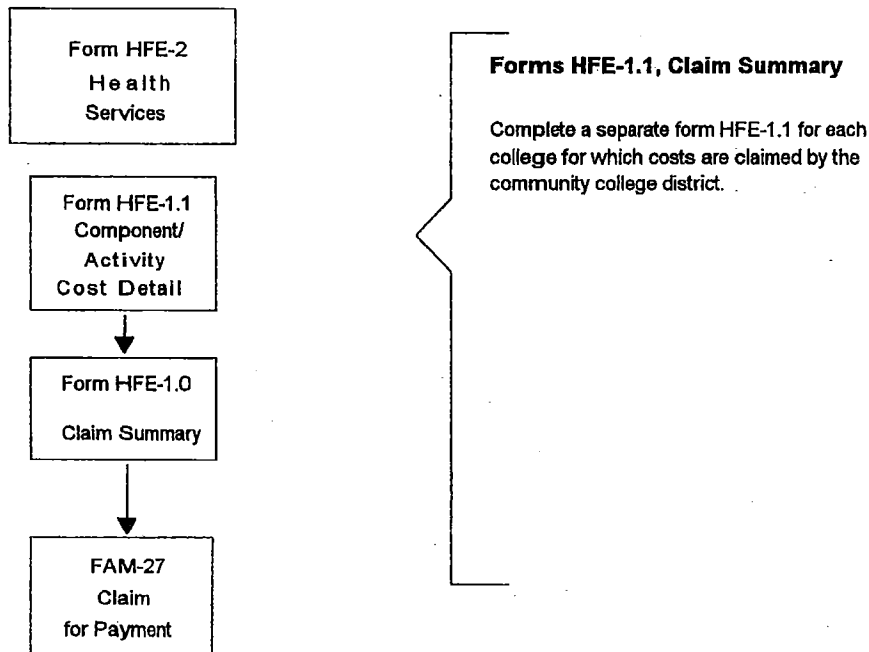 Form HFE-2
Health
Services
Form HFE-1.1
Component/
Activity
Cost Detail
Form HFE-1.0
Claim Summary
FAM-27
Claim
for Payment
Forms HFE-1.1, Claim Summary
Complete a separate form HFE-1.1 for each
college for which costs are claimed by the
community college district.